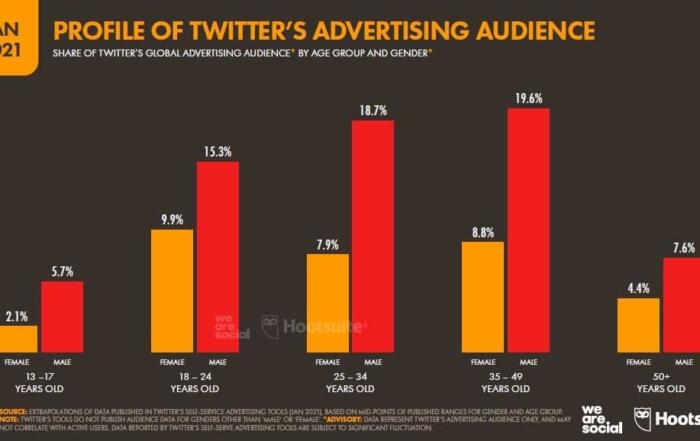 AN
2021
PROFILE OF TWITTER'S ADVERTISING AUDIENCE
SHARE OF TWITTER'S GLOBAL ADVERTISING AUDIENCE* BY AGE GROUP AND GENDER*
2.1%
5.7%
9.9%
15.3%
7.9%
18.7%
8.8%
19.6%
4.4%
7.6%
we are social Hootsuite®
FEMALE MALE FEMALE MALE FEMALE MALE FEMALE MALE FEMALE MALE
13 – 17 YEARS OLD
18 – 24 YEARS OLD
25 – 34 YEARS OLD
35 – 49 YEARS OLD
50+ YEARS OLD
SOURCE: EXTRAPOLATIONS OF DATA PUBLISHED IN TWITTER'S SELF-SERVICE ADVERTISING TOOLS (JAN 2021), BASED ON MID-POINTS OF PUBLISHED RANGES FOR GENDER AND AGE GROUP.
NOTE: TWITTER'S TOOLS DO NOT PUBLISH AUDIENCE DATA FOR GENDERS OTHER THAN 'MALE' OR 'FEMALE'. *ADVISORY: DATA REPRESENT TWITTER'S ADVERTISING AUDIENCE ONLY, AND MAY
NOT CORRELATE WITH ACTIVE USERS. DATA REPORTED BY TWITTER'S SELF-SERVE ADVERTISING TOOLS ARE SUBJECT TO SIGNIFICANT FLUCTUATION.
we are social
Hoots